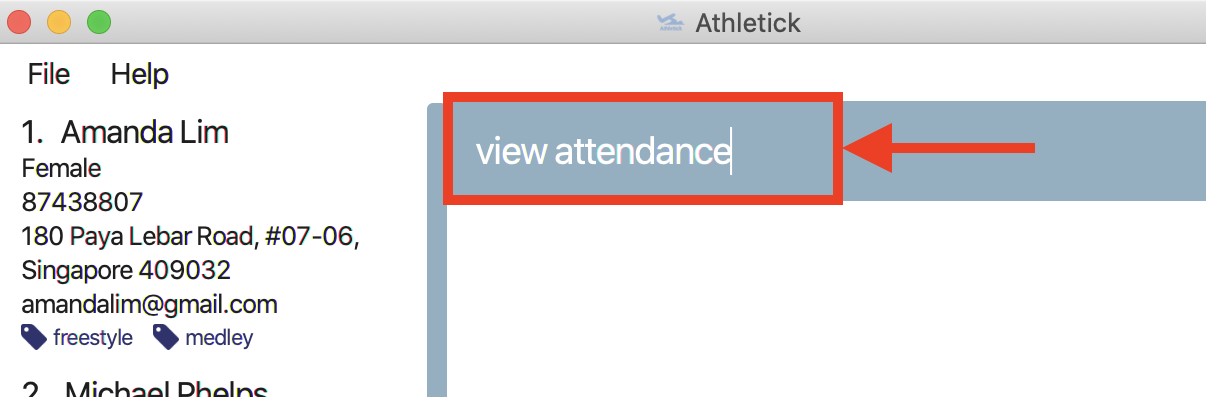 Athletick
File Help
1. Amanda Lim
Female
87438807
180 Paya Lebar Road, #07-06,
Singapore 409032
amandalim@gmail.com
freestyle medley
2. Michael Phelps
view attendance